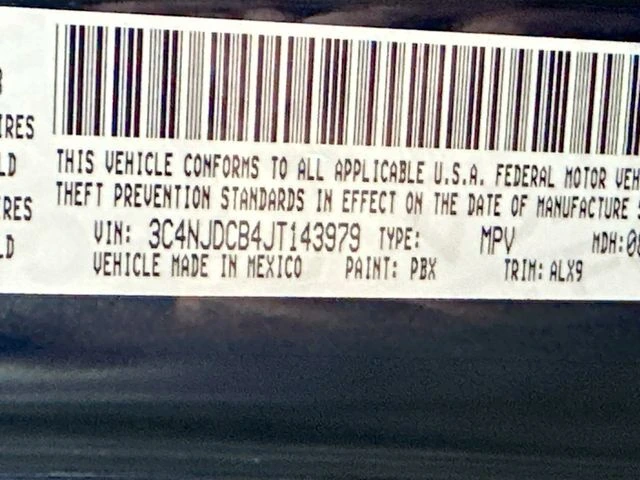 IRES
LD
THIS VEHICLE CONFORMS TO ALL APPLICABLE U.S.A. FEDERAL MOTOR VEH
IRES
THEFT PREVENTION STANDARDS IN EFFECT ON THE DATE OF MANUFACTURE
LD
VIN: 3C4NJDCB4JT143979 TYPE: MPV MDH:
VEHICLE MADE IN MEXICO PAINT: PBX TRIM: ALX9